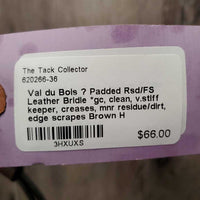 The Tack Collector
620266-36
Val du Bois ? Padded Rsd/FS
Leather Bridle *gc, clean, v.stiff
keeper, creases, mnr residue/dirt,
edge scrapes Brown H
$66.00
3HXUXS